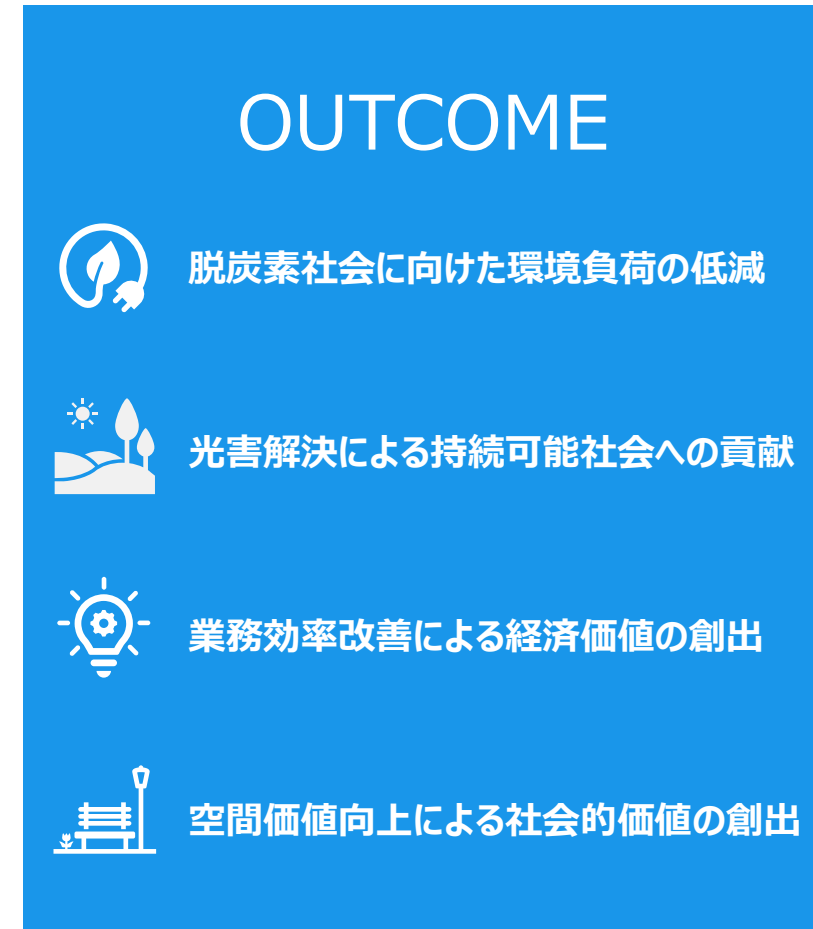 OUTCOME
脱炭素社会に向けた環境負荷の低減
光害解決による持続可能社会への貢献
業務効率改善による経済価値の創出
空間価値向上による社会的価値の創出